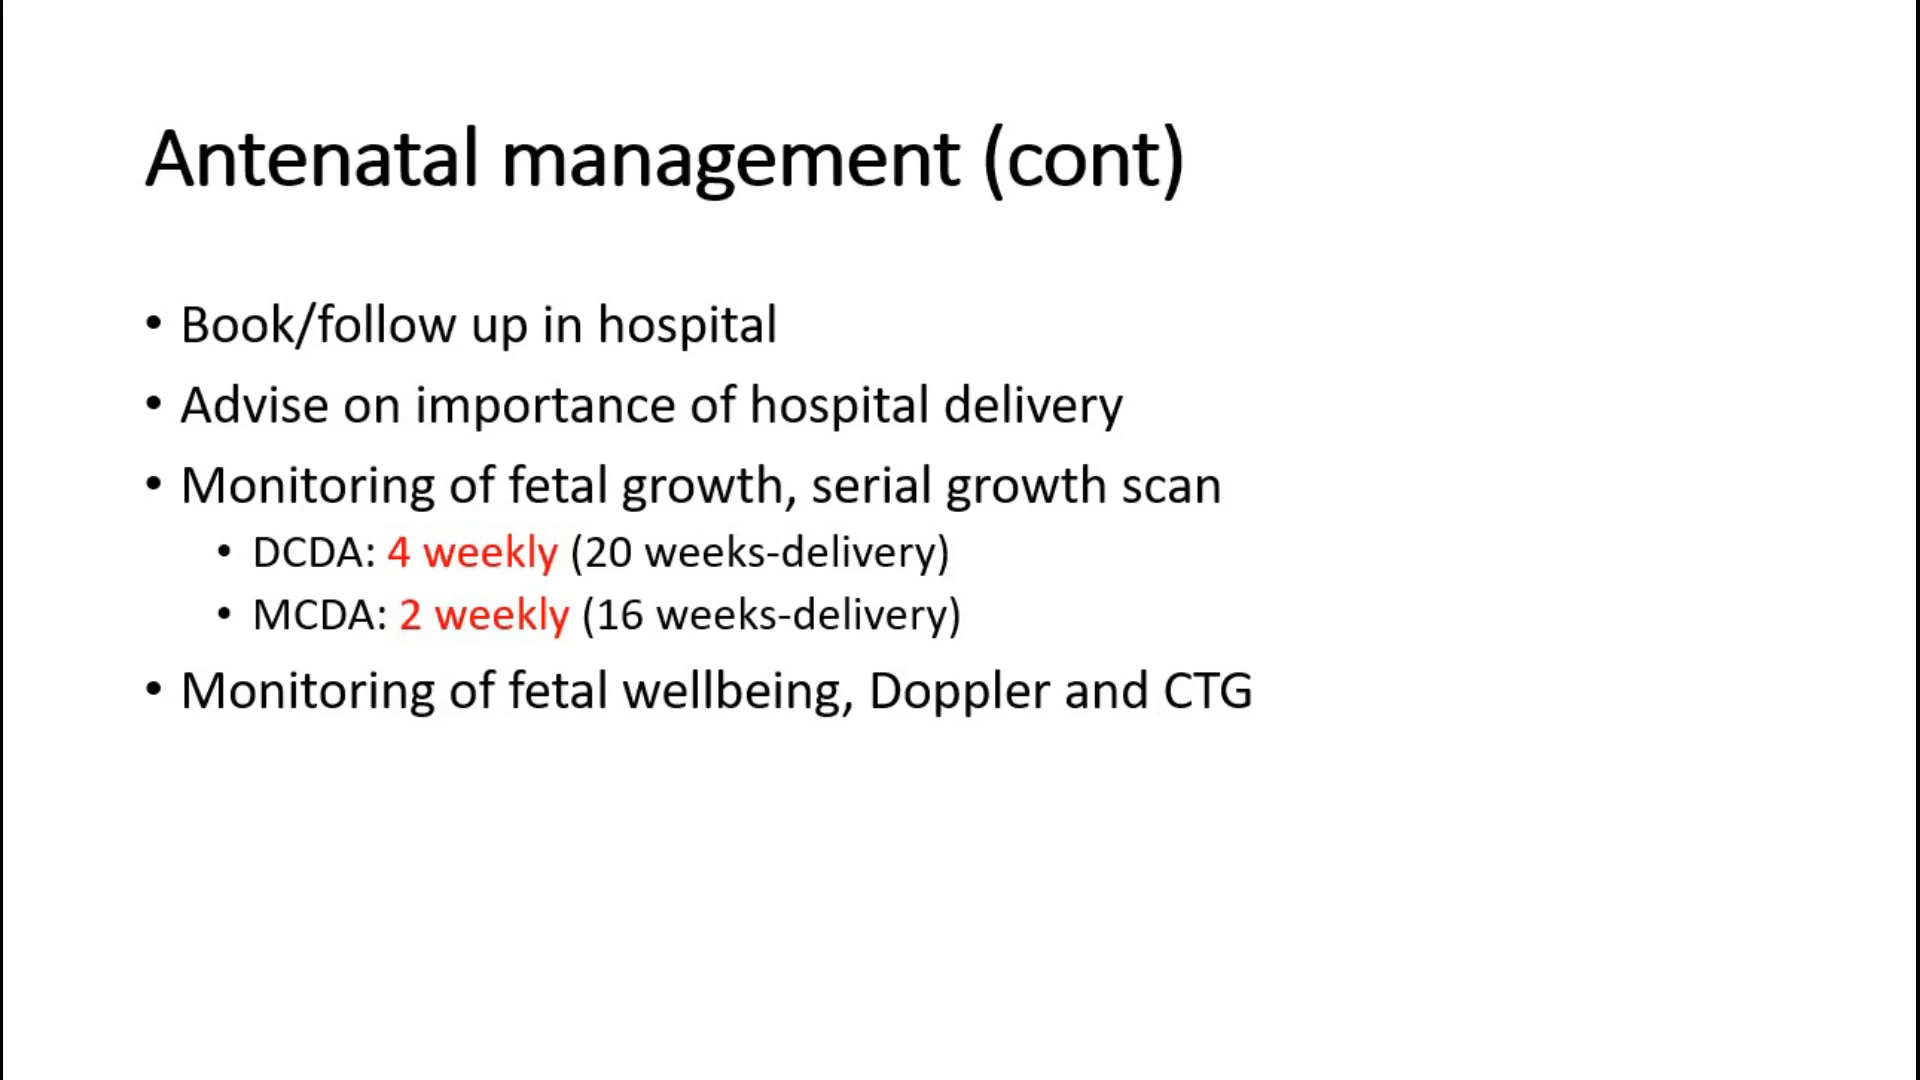 Antenatal management (cont)
• Book/follow up in hospital
• Advise on importance of hospital delivery
• Monitoring of fetal growth, serial growth scan
• DCDA: 4 weekly (20 weeks-delivery)
• MCDA: 2 weekly (16 weeks-delivery)
• Monitoring of fetal wellbeing, Doppler and CTG